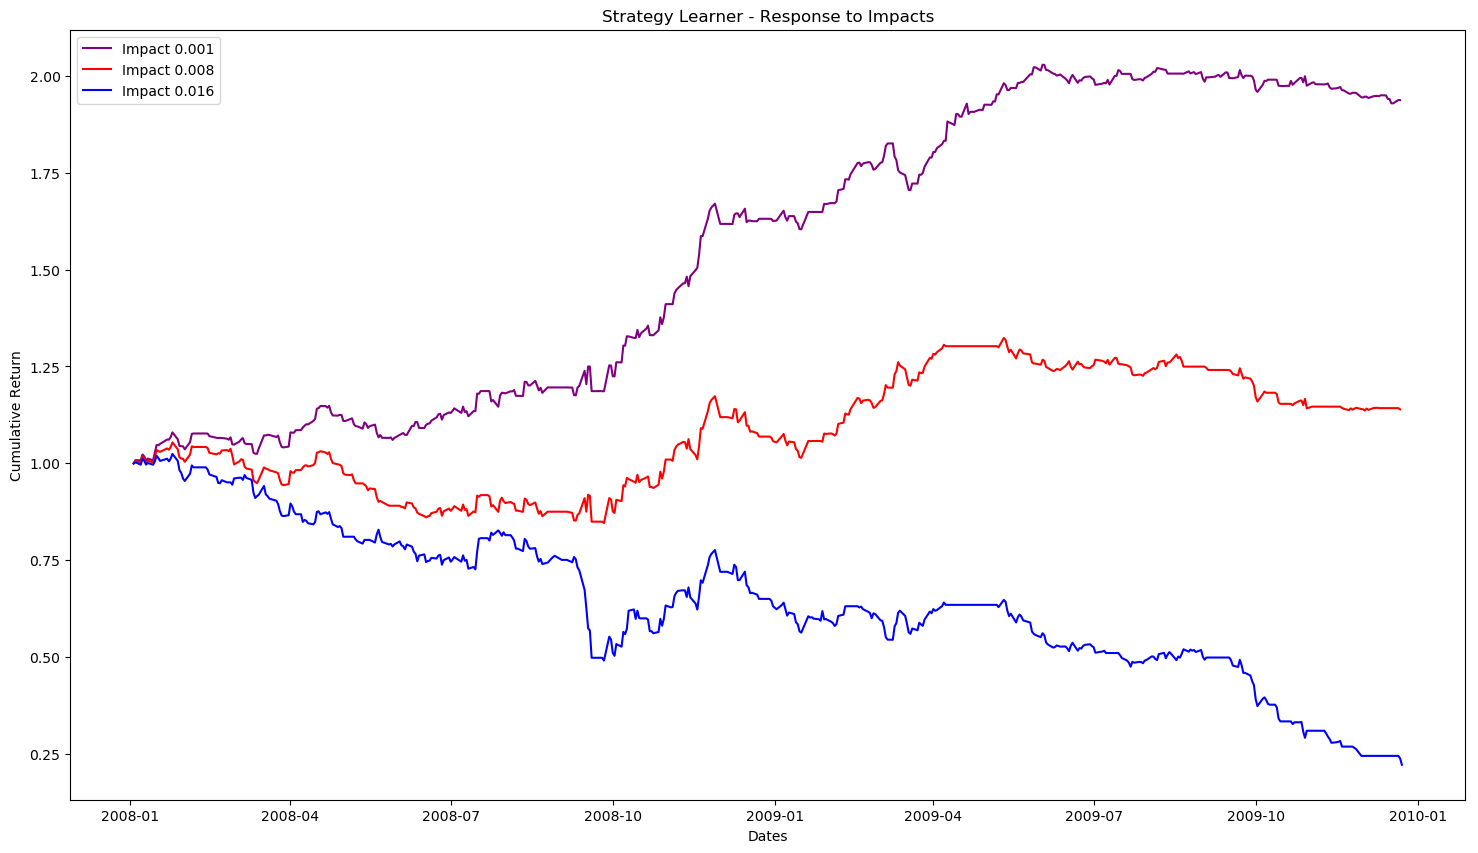 Strategy Learner - Response to Impacts
Impact 0.001
Impact 0.008
Impact 0.016
Cumulative Return
2.00
1.75
1.50
1.25
1.00
0.75
0.50
0.25
2008-01 2008-04 2008-07 2008-10 2009-01 2009-04 2009-07 2009-10 2010-01
Dates